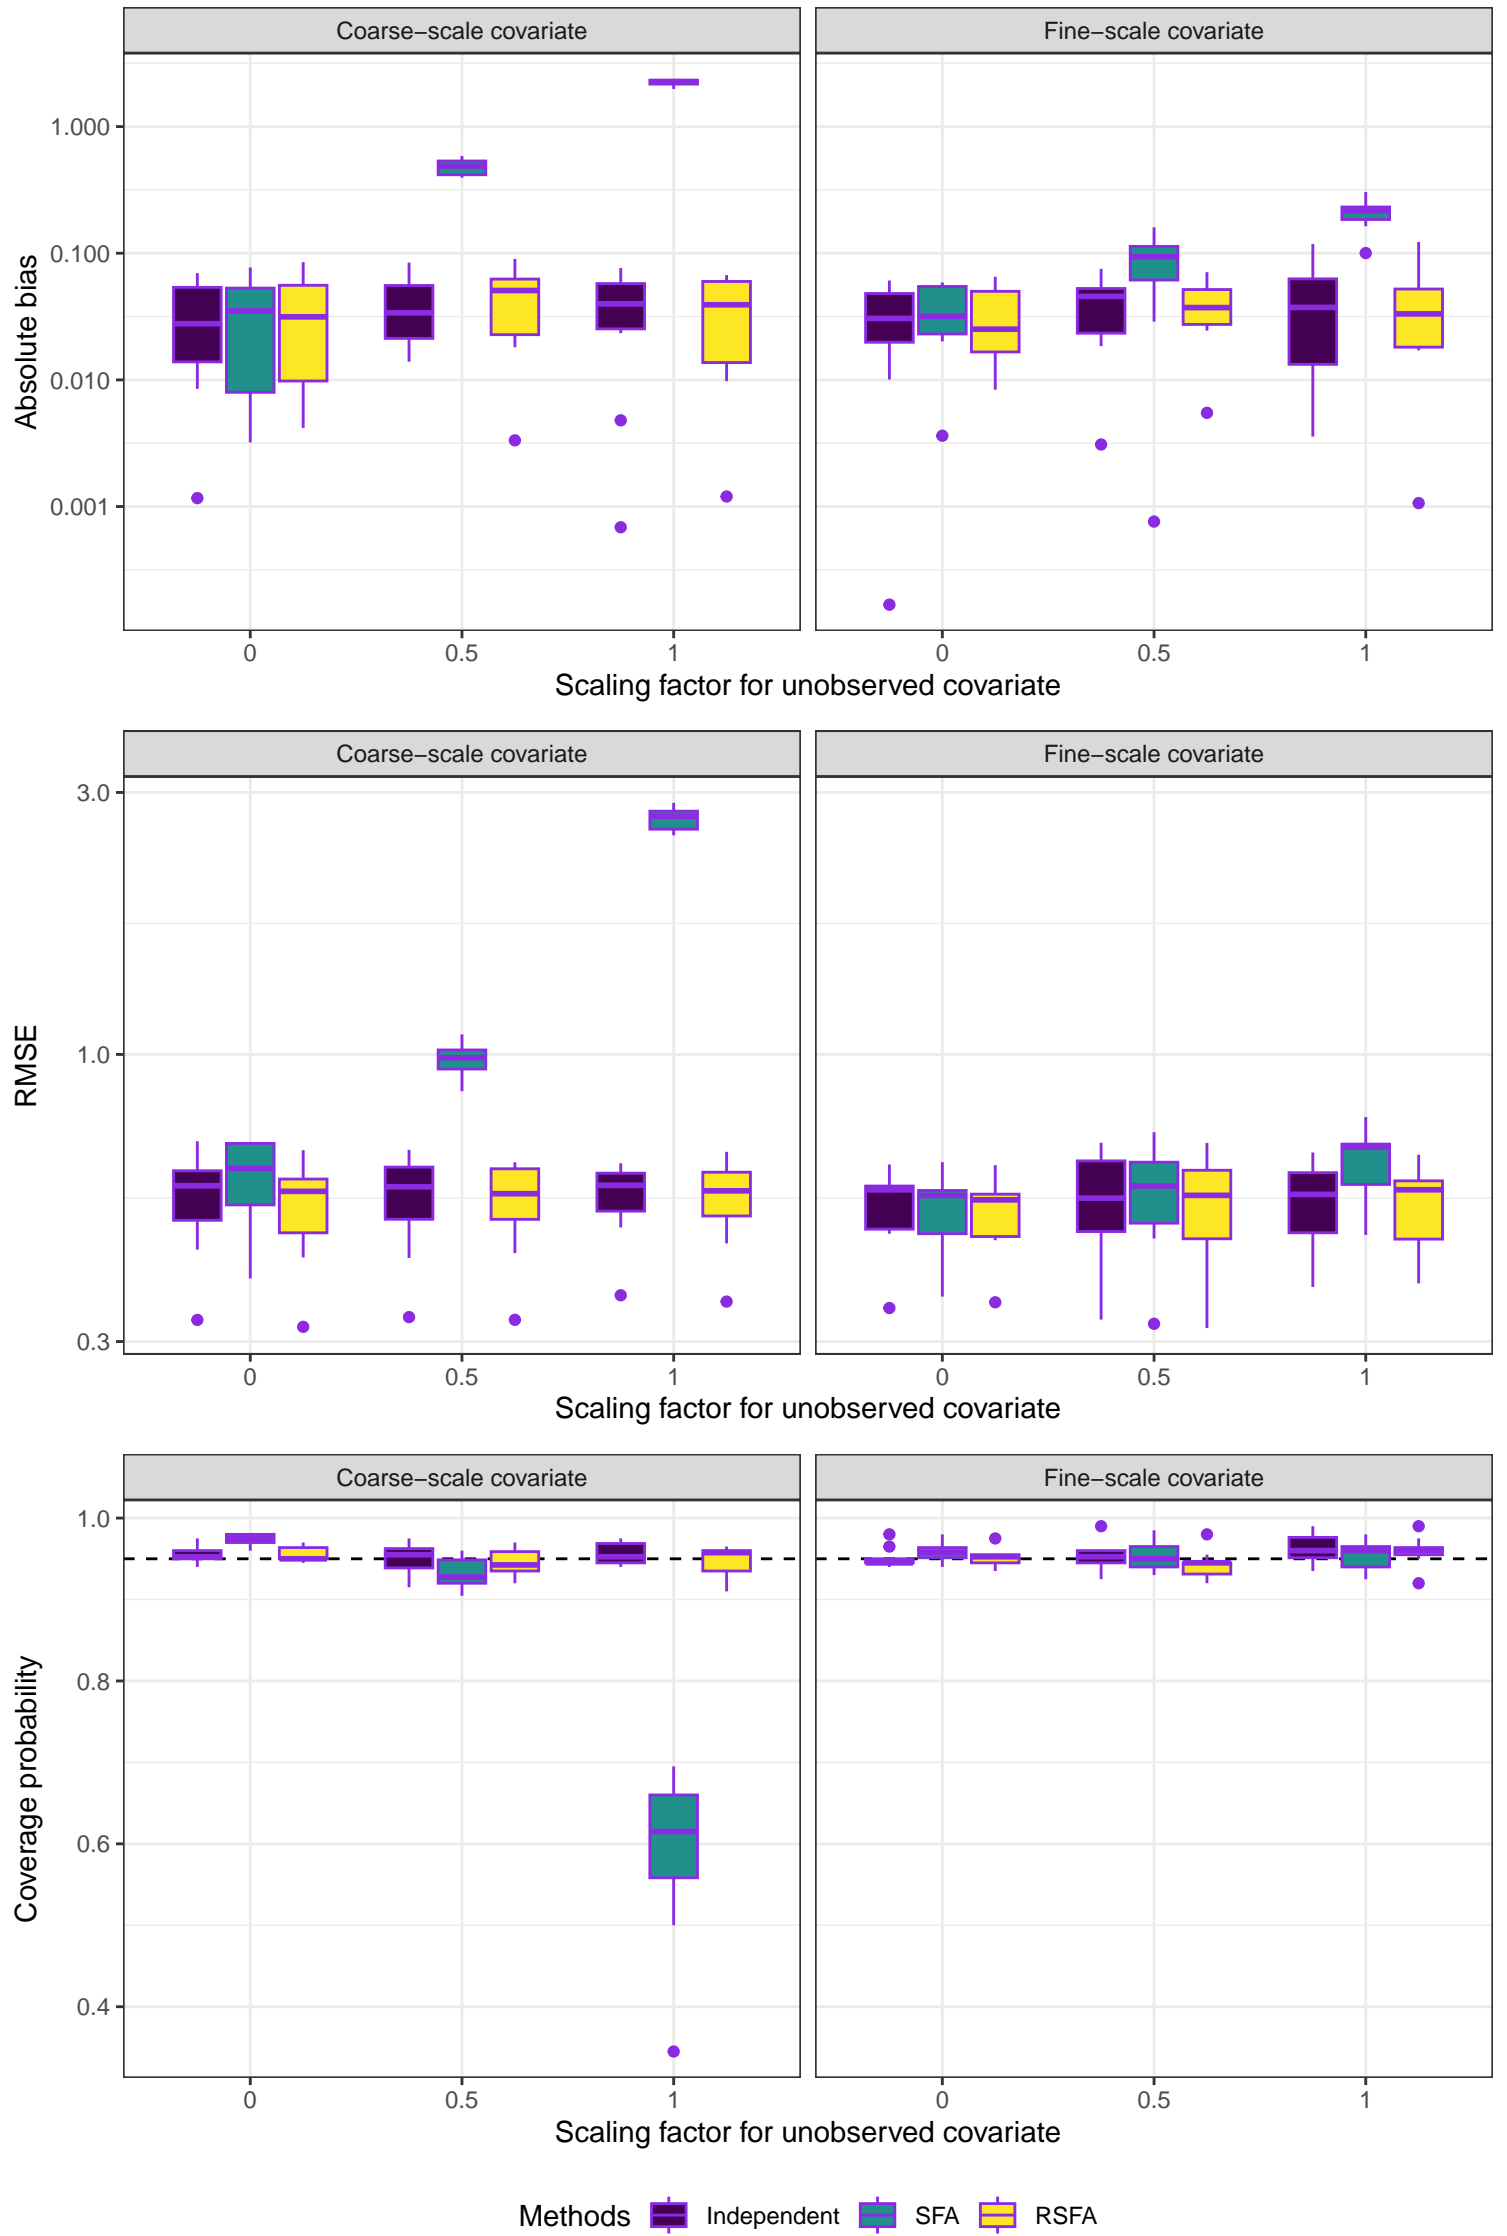 Coarse−scale covariate Fine−scale covariate
1.000
0.100
0.010
0.001
Absolute bias
0 0.5 1 0 0.5 1
Scaling factor for unobserved covariate
Coarse−scale covariate Fine−scale covariate
3.0
1.0
0.3
RMSE
0 0.5 1 0 0.5 1
Scaling factor for unobserved covariate
Coarse−scale covariate Fine−scale covariate
1.0
0.8
0.6
0.4
Coverage probability
0 0.5 1 0 0.5 1
Scaling factor for unobserved covariate
Methods Independent SFA RSFA